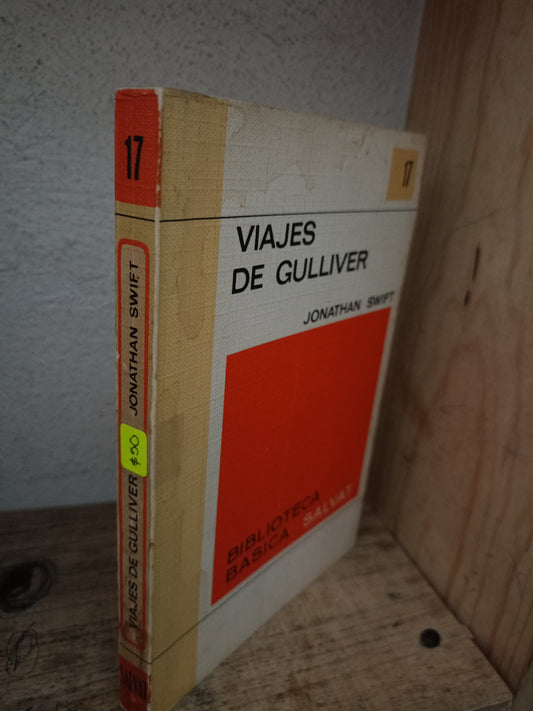 17
JONATHAN SWIFT
$50
VIAJES DE GULLIVER
SALVAT
17
VIAJES
DE GULLIVER
JONATHAN SWIFT
BIBLIOTECA
BASICA SALVAT